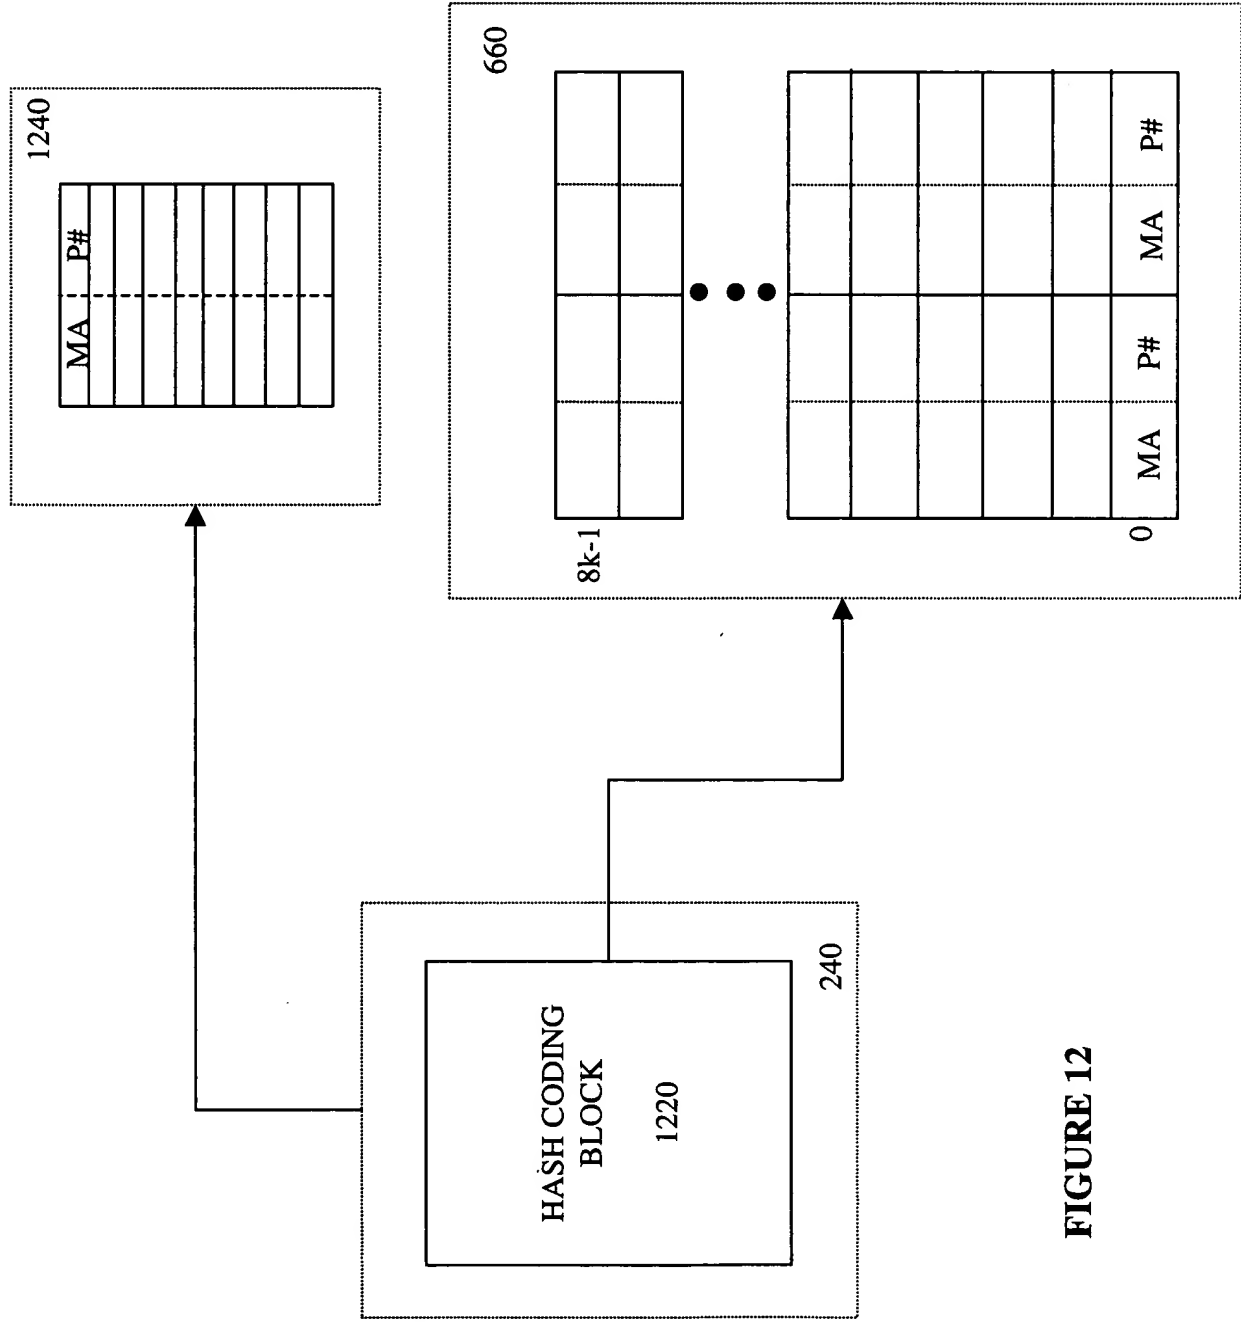 1240
MA P#
660
8k-1
0
MA P# MA P#
HASH CODING
BLOCK
1220
240
FIGURE 12